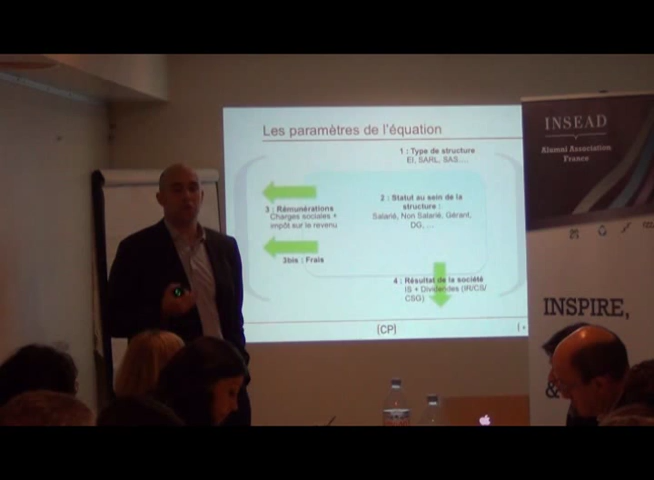 Les paramètres de l'équation
1 : Type de structure
EI, SARL, SAS....
2 : Statut au sein de la
structure :
Salarié, Non Salarié, Gérant,
DG, ...
3 : Rémunérations
Charges sociales +
impôt sur le revenu
3bis : Frais
4 : Résultat de la société
IS + Dividendes (IR/CS/
CSG)
(CP)
INSEAD
Alumni Association
France
INSPIRE,
&